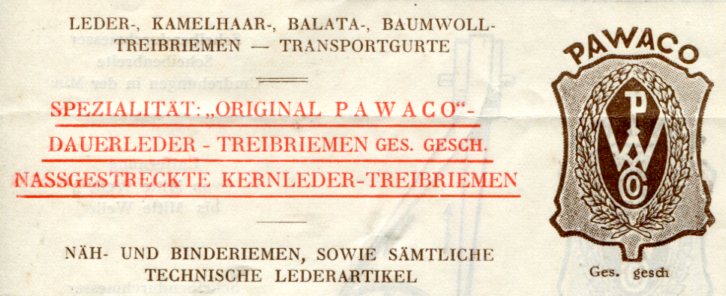 LEDER-, KAMELHAAR-, BALATA-, BAUMWOLL-
TREIBRIEMEN — TRANSPORTGURTE
SPEZIALITÄT: „ORIGINAL PAWACO“-
DAUERLEDER - TREIBRIEMEN GES. GESCH.
NASSGESTRECKTE KERNLEDER-TREIBRIEMEN
NÄH- UND BINDERIEMEN, SOWIE SÄMTLICHE
TECHNISCHE LEDERARTIKEL
PAWACO
P
W
CO
Ges. gesch